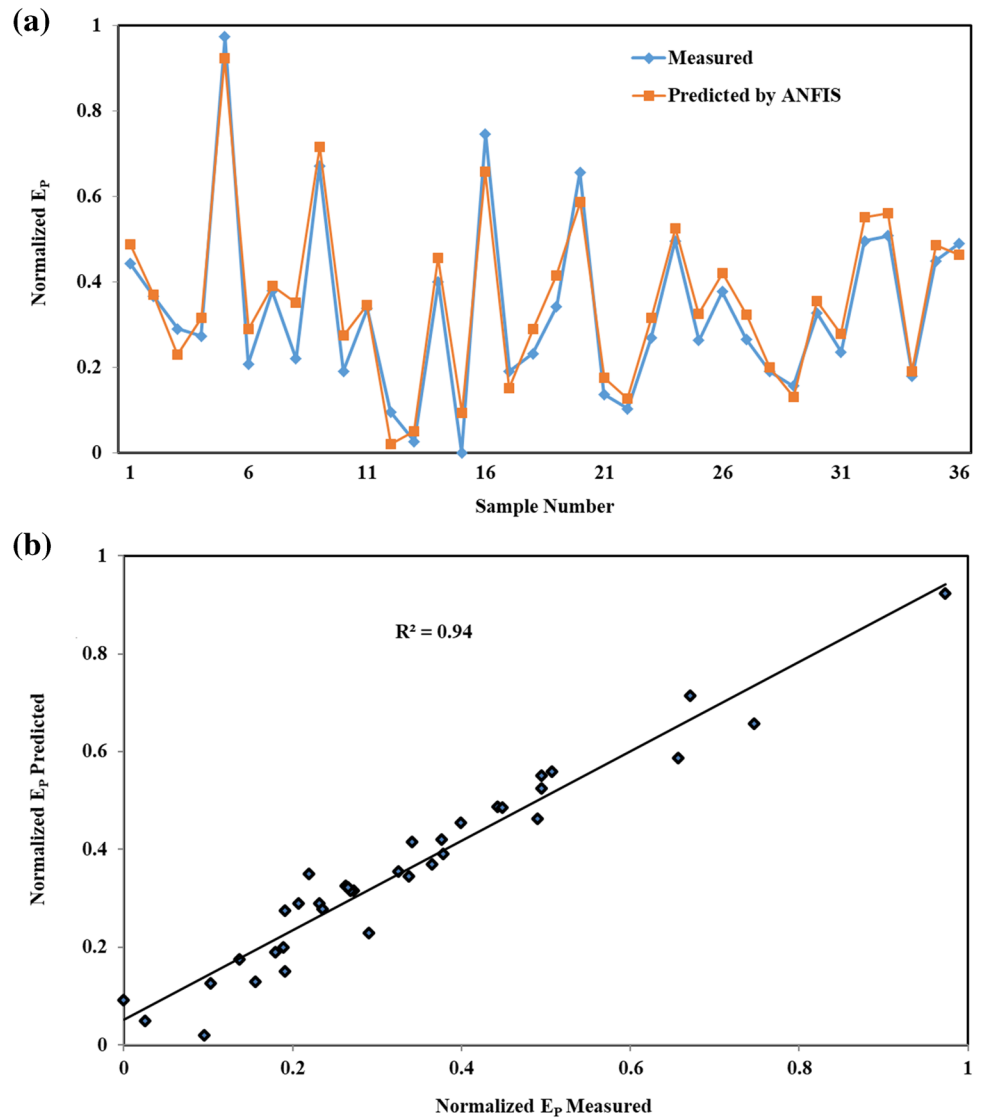 (a)
Measured
Predicted by ANFIS
Normalized EP
1
0.8
0.6
0.4
0.2
0
1 6 11 16 21 26 31 36
Sample Number
(b)
R² = 0.94
Normalized EP Predicted
1
0.8
0.6
0.4
0.2
0
0 0.2 0.4 0.6 0.8 1
Normalized EP Measured